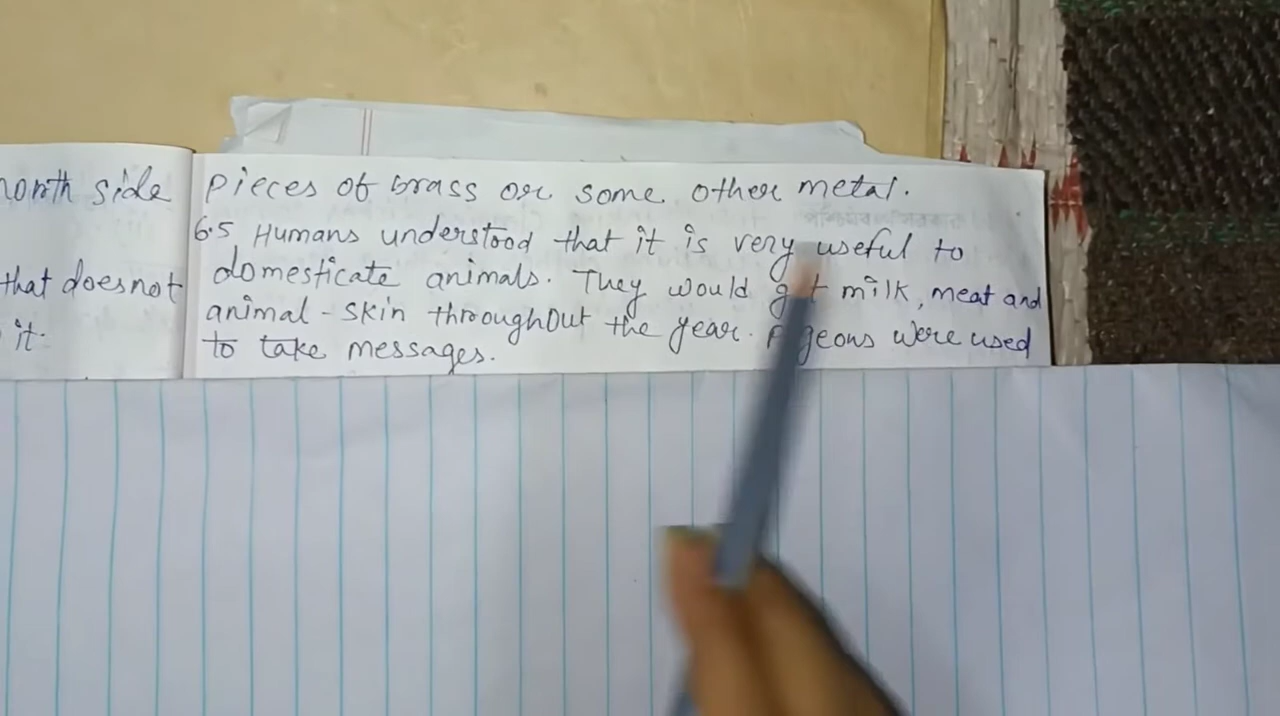 north side
that does not
it.
pieces of brass or some other metal.
6.5 Humans understood that it is very useful to
domesticate animals. They would get milk, meat and
animal - skin throughout the year. Pigeons were used
to take messages.